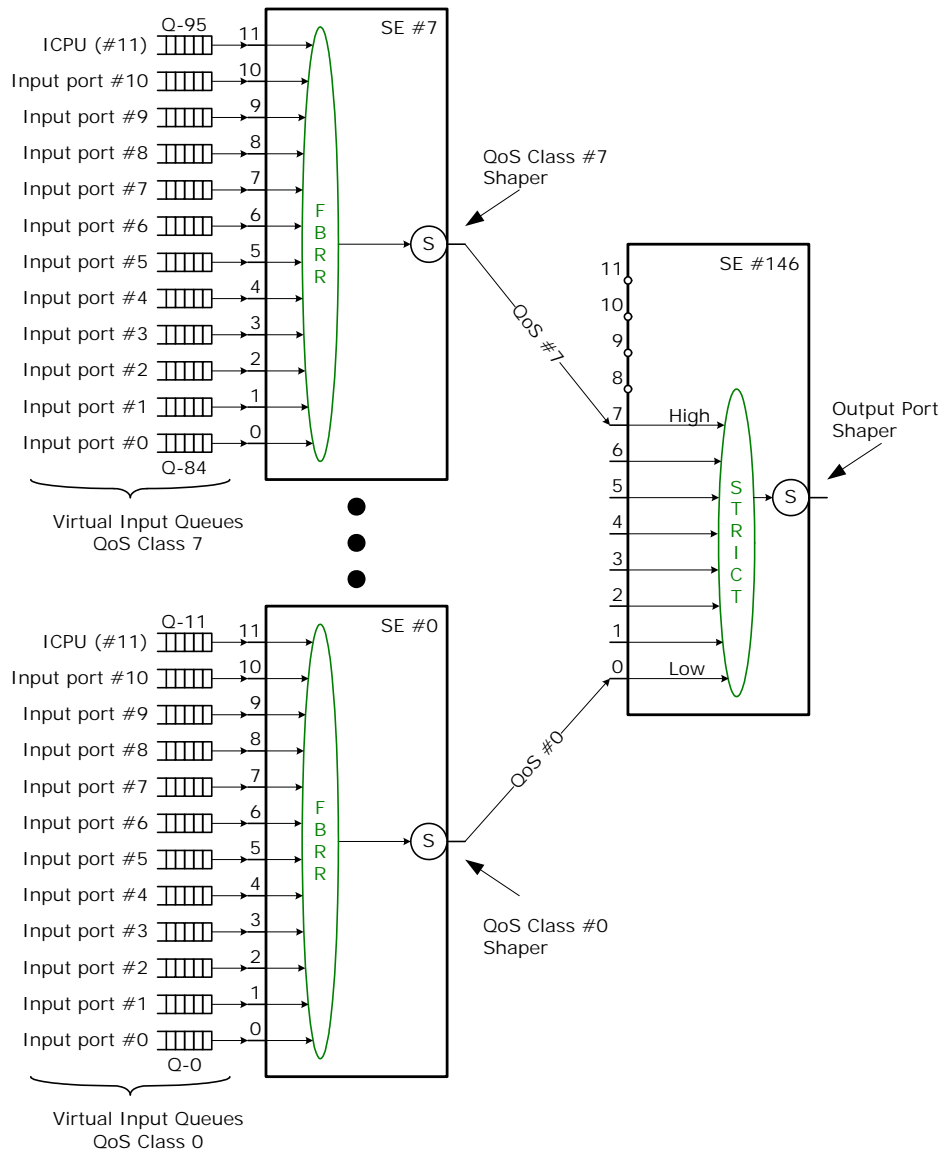 Q-95
SE #7
ICPU (#11)
11
Input port #10
10
Input port #9
9
Input port #8
8
Input port #7
7
Input port #6
6
Input port #5
5
Input port #4
4
Input port #3
3
Input port #2
2
Input port #1
1
Input port #0
0
Q-84
F
B
R
R
S
QoS Class #7
Shaper
Virtual Input Queues
QoS Class 7
QoS #7
SE #146
11
10
9
8
7
High
6
5
4
3
2
1
0
Low
S
T
R
I
C
T
S
Output Port
Shaper
Q-11
SE #0
ICPU (#11)
11
Input port #10
10
Input port #9
9
Input port #8
8
Input port #7
7
Input port #6
6
Input port #5
5
Input port #4
4
Input port #3
3
Input port #2
2
Input port #1
1
Input port #0
0
Q-0
F
B
R
R
S
QoS #0
QoS Class #0
Shaper
Virtual Input Queues
QoS Class 0